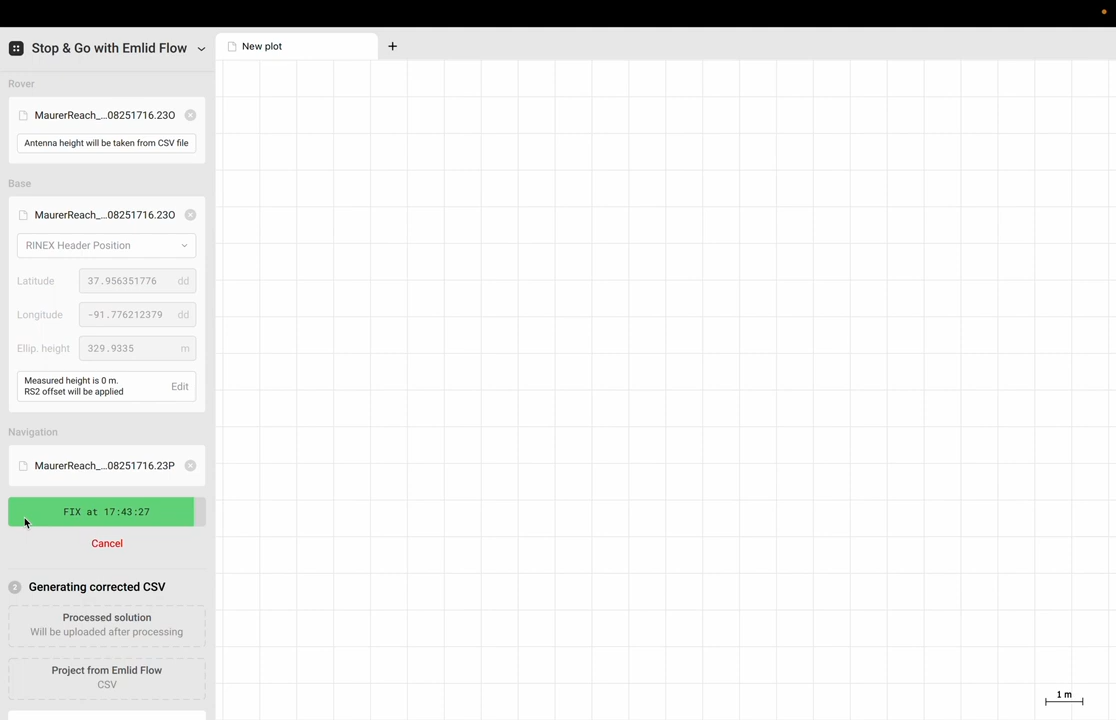 Stop & Go with Emlid Flow
New plot
+
Rover
MaurerReach_...08251716.23O
Antenna height will be taken from CSV file
Base
MaurerReach_...08251716.23O
RINEX Header Position
Latitude 37.956351776 dd
Longitude -91.776212379 dd
Ellip. height 329.9335 m
Measured height is 0 m.
RS2 offset will be applied
Edit
Navigation
MaurerReach_...08251716.23P
FIX at 17:43:27
Cancel
2 Generating corrected CSV
Processed solution
Will be uploaded after processing
Project from Emlid Flow
CSV
1 m